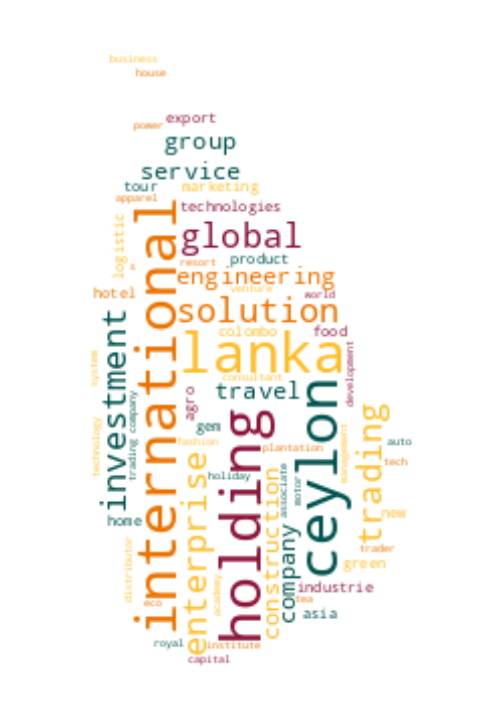 business
house
export
power
group
service
tour
marketing
apparel
technologies
logistic
international
global
product
resort
s
engineering
venture
hotel
world
solution
investment
colombo
food
lanka
system
consultant
development
travel
agro
ceylon
trading company
holding
gem
trading
technology
fashion
auto
plantation
management
enterprise
holiday
associate
motor
tech
construction
company
home
new
distributor
trader
green
academy
industrie
eco
tea
asia
royal
institute
capital